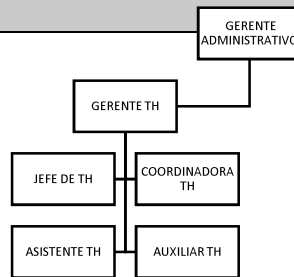 GERENTE
ADMINISTRATIVO
GERENTE TH
JEFE DE TH
COORDINADORA
TH
ASISTENTE TH
AUXILIAR TH